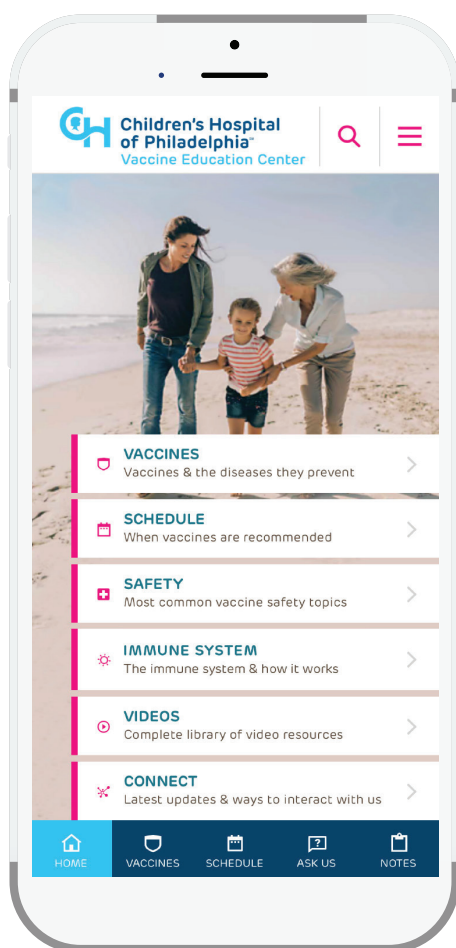 Children's Hospital
of Philadelphia℠
Vaccine Education Center
VACCINES
Vaccines & the diseases they prevent
SCHEDULE
When vaccines are recommended
SAFETY
Most common vaccine safety topics
IMMUNE SYSTEM
The immune system & how it works
VIDEOS
Complete library of video resources
CONNECT
Latest updates & ways to interact with us
HOME VACCINES SCHEDULE ASK US NOTES